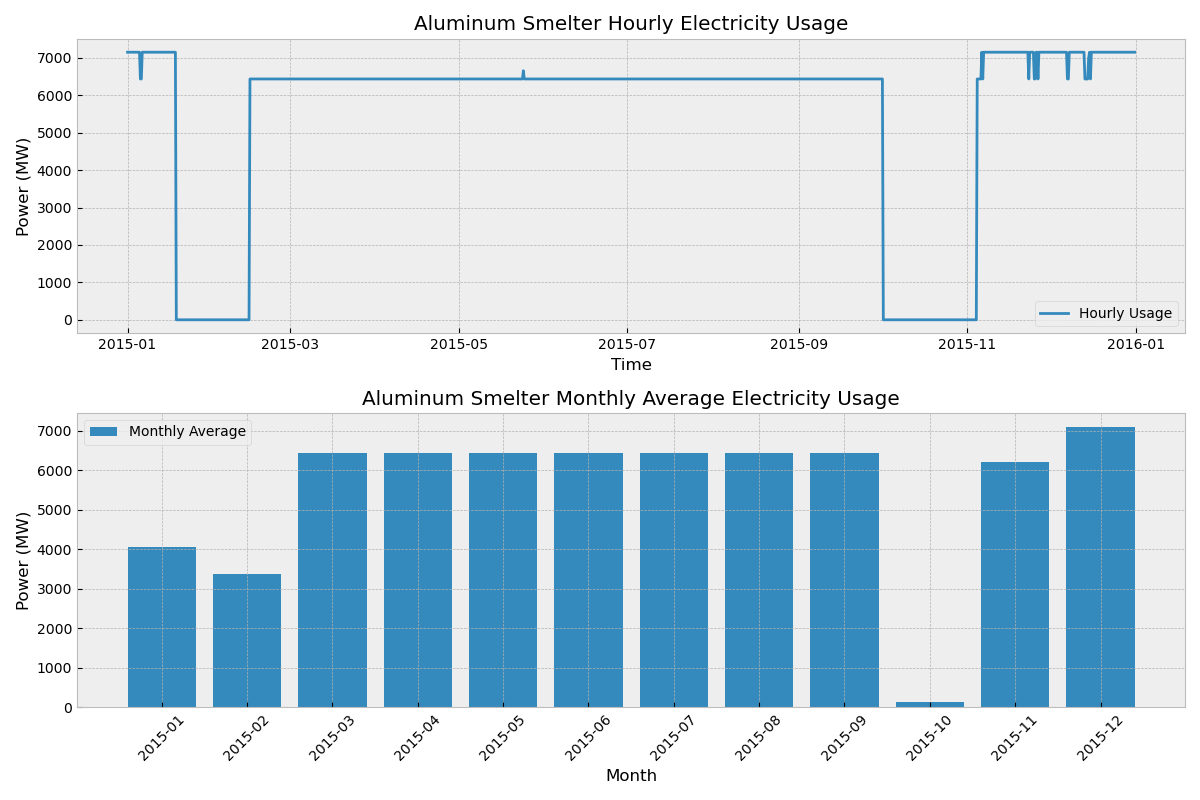 Aluminum Smelter Hourly Electricity Usage
Power (MW)
7000
6000
5000
4000
3000
2000
1000
0
Hourly Usage
2015-01 2015-03 2015-05 2015-07 2015-09 2015-11 2016-01
Time
Aluminum Smelter Monthly Average Electricity Usage
Power (MW)
Monthly Average
7000
6000
5000
4000
3000
2000
1000
0
2015-01 2015-02 2015-03 2015-04 2015-05 2015-06 2015-07 2015-08 2015-09 2015-10 2015-11 2015-12
Month